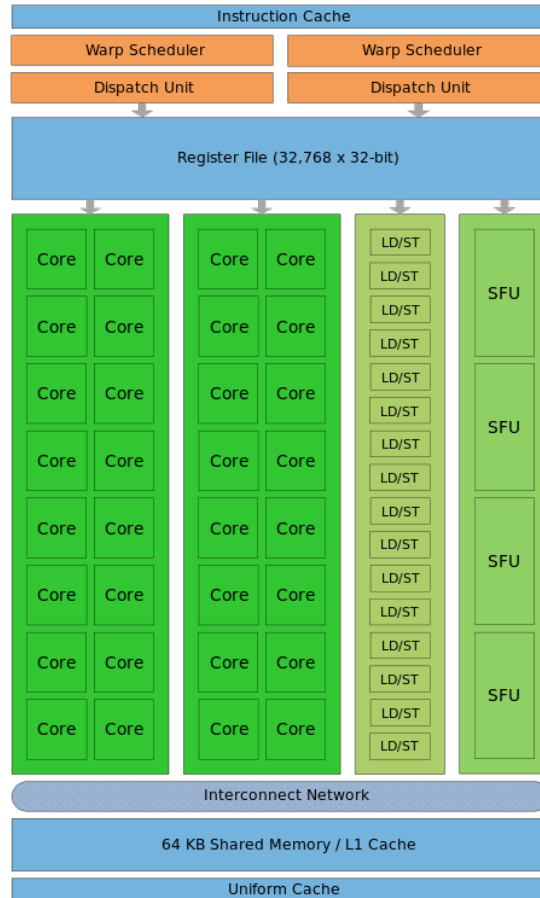 Instruction Cache
Warp Scheduler Warp Scheduler
Dispatch Unit Dispatch Unit
Register File (32,768 x 32-bit)
Core Core Core Core LD/ST SFU
LD/ST
Core Core Core Core LD/ST
LD/ST
Core Core Core Core LD/ST SFU
LD/ST
Core Core Core Core LD/ST
LD/ST
Core Core Core Core LD/ST SFU
LD/ST
Core Core Core Core LD/ST
LD/ST
Core Core Core Core LD/ST SFU
LD/ST
Core Core Core Core LD/ST
LD/ST
Interconnect Network
64 KB Shared Memory / L1 Cache
Uniform Cache